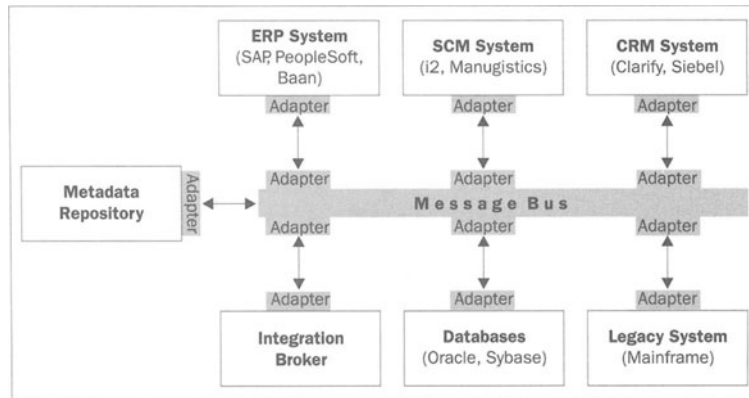 ERP System
(SAP, PeopleSoft,
Baan)
Adapter
SCM System
(i2, Manugistics)
Adapter
CRM System
(Clarify, Siebel)
Adapter
Metadata
Repository
Adapter
Adapter
Adapter
Adapter
Message Bus
Adapter
Adapter
Adapter
Adapter
Integration
Broker
Adapter
Databases
(Oracle, Sybase)
Adapter
Legacy System
(Mainframe)